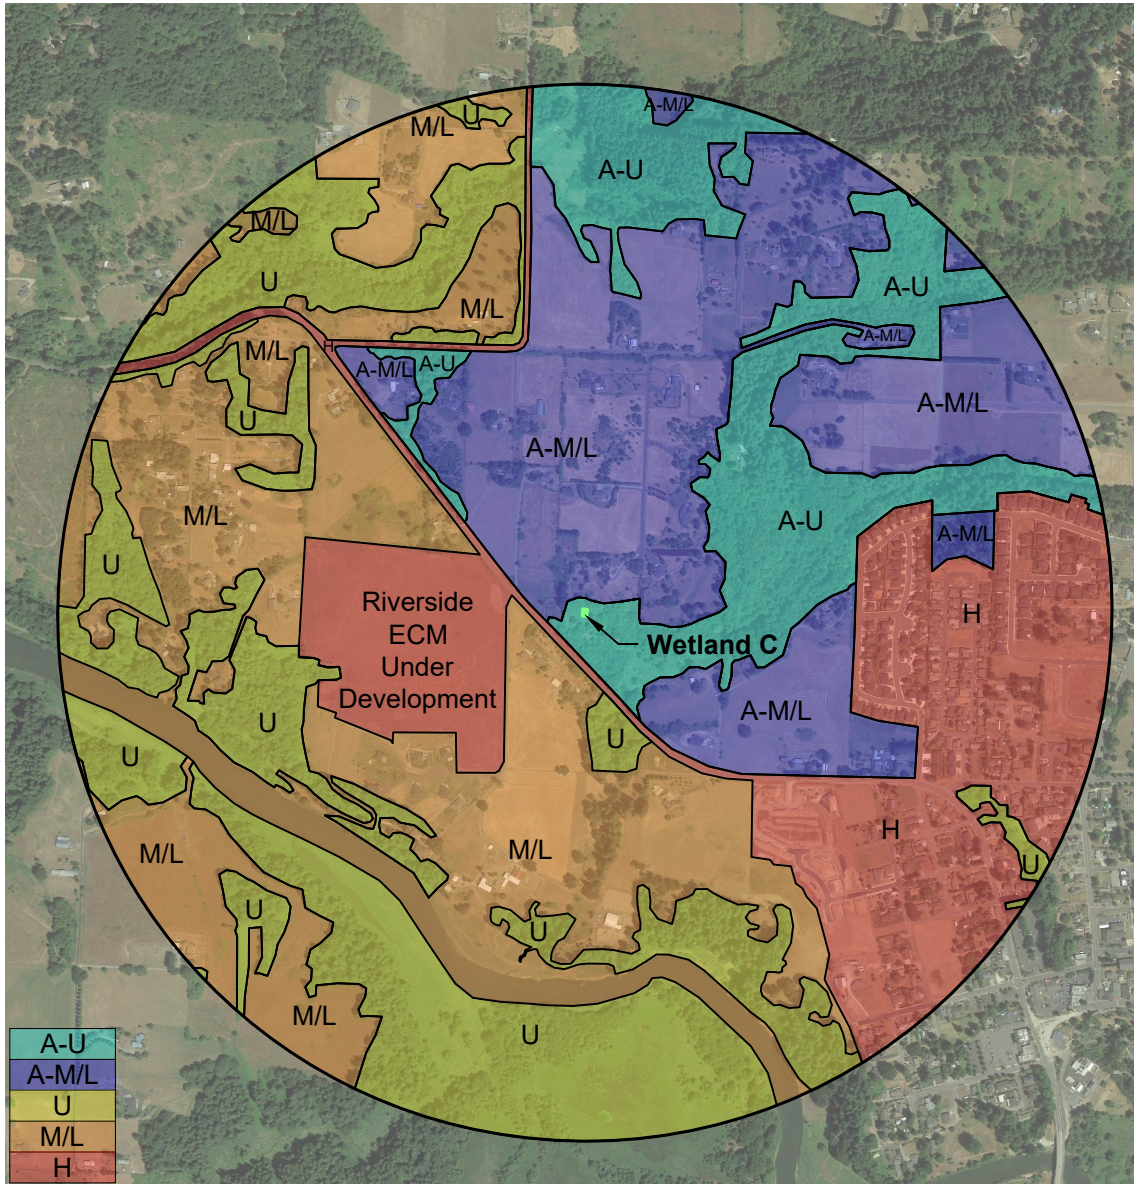 A-M/L
U
M/L
A-U
M/L
U
A-U
M/L
H
M/L
A-M/L
A-M/L
A-U
U
A-M/L
A-M/L
M/L
A-U
A-M/L
U
Riverside
ECM
Under
Development
H
Wetland C
A-M/L
U
U
U
H
M/L
M/L
U
U
U
M/L
U
A-U
A-M/L
U
M/L
H